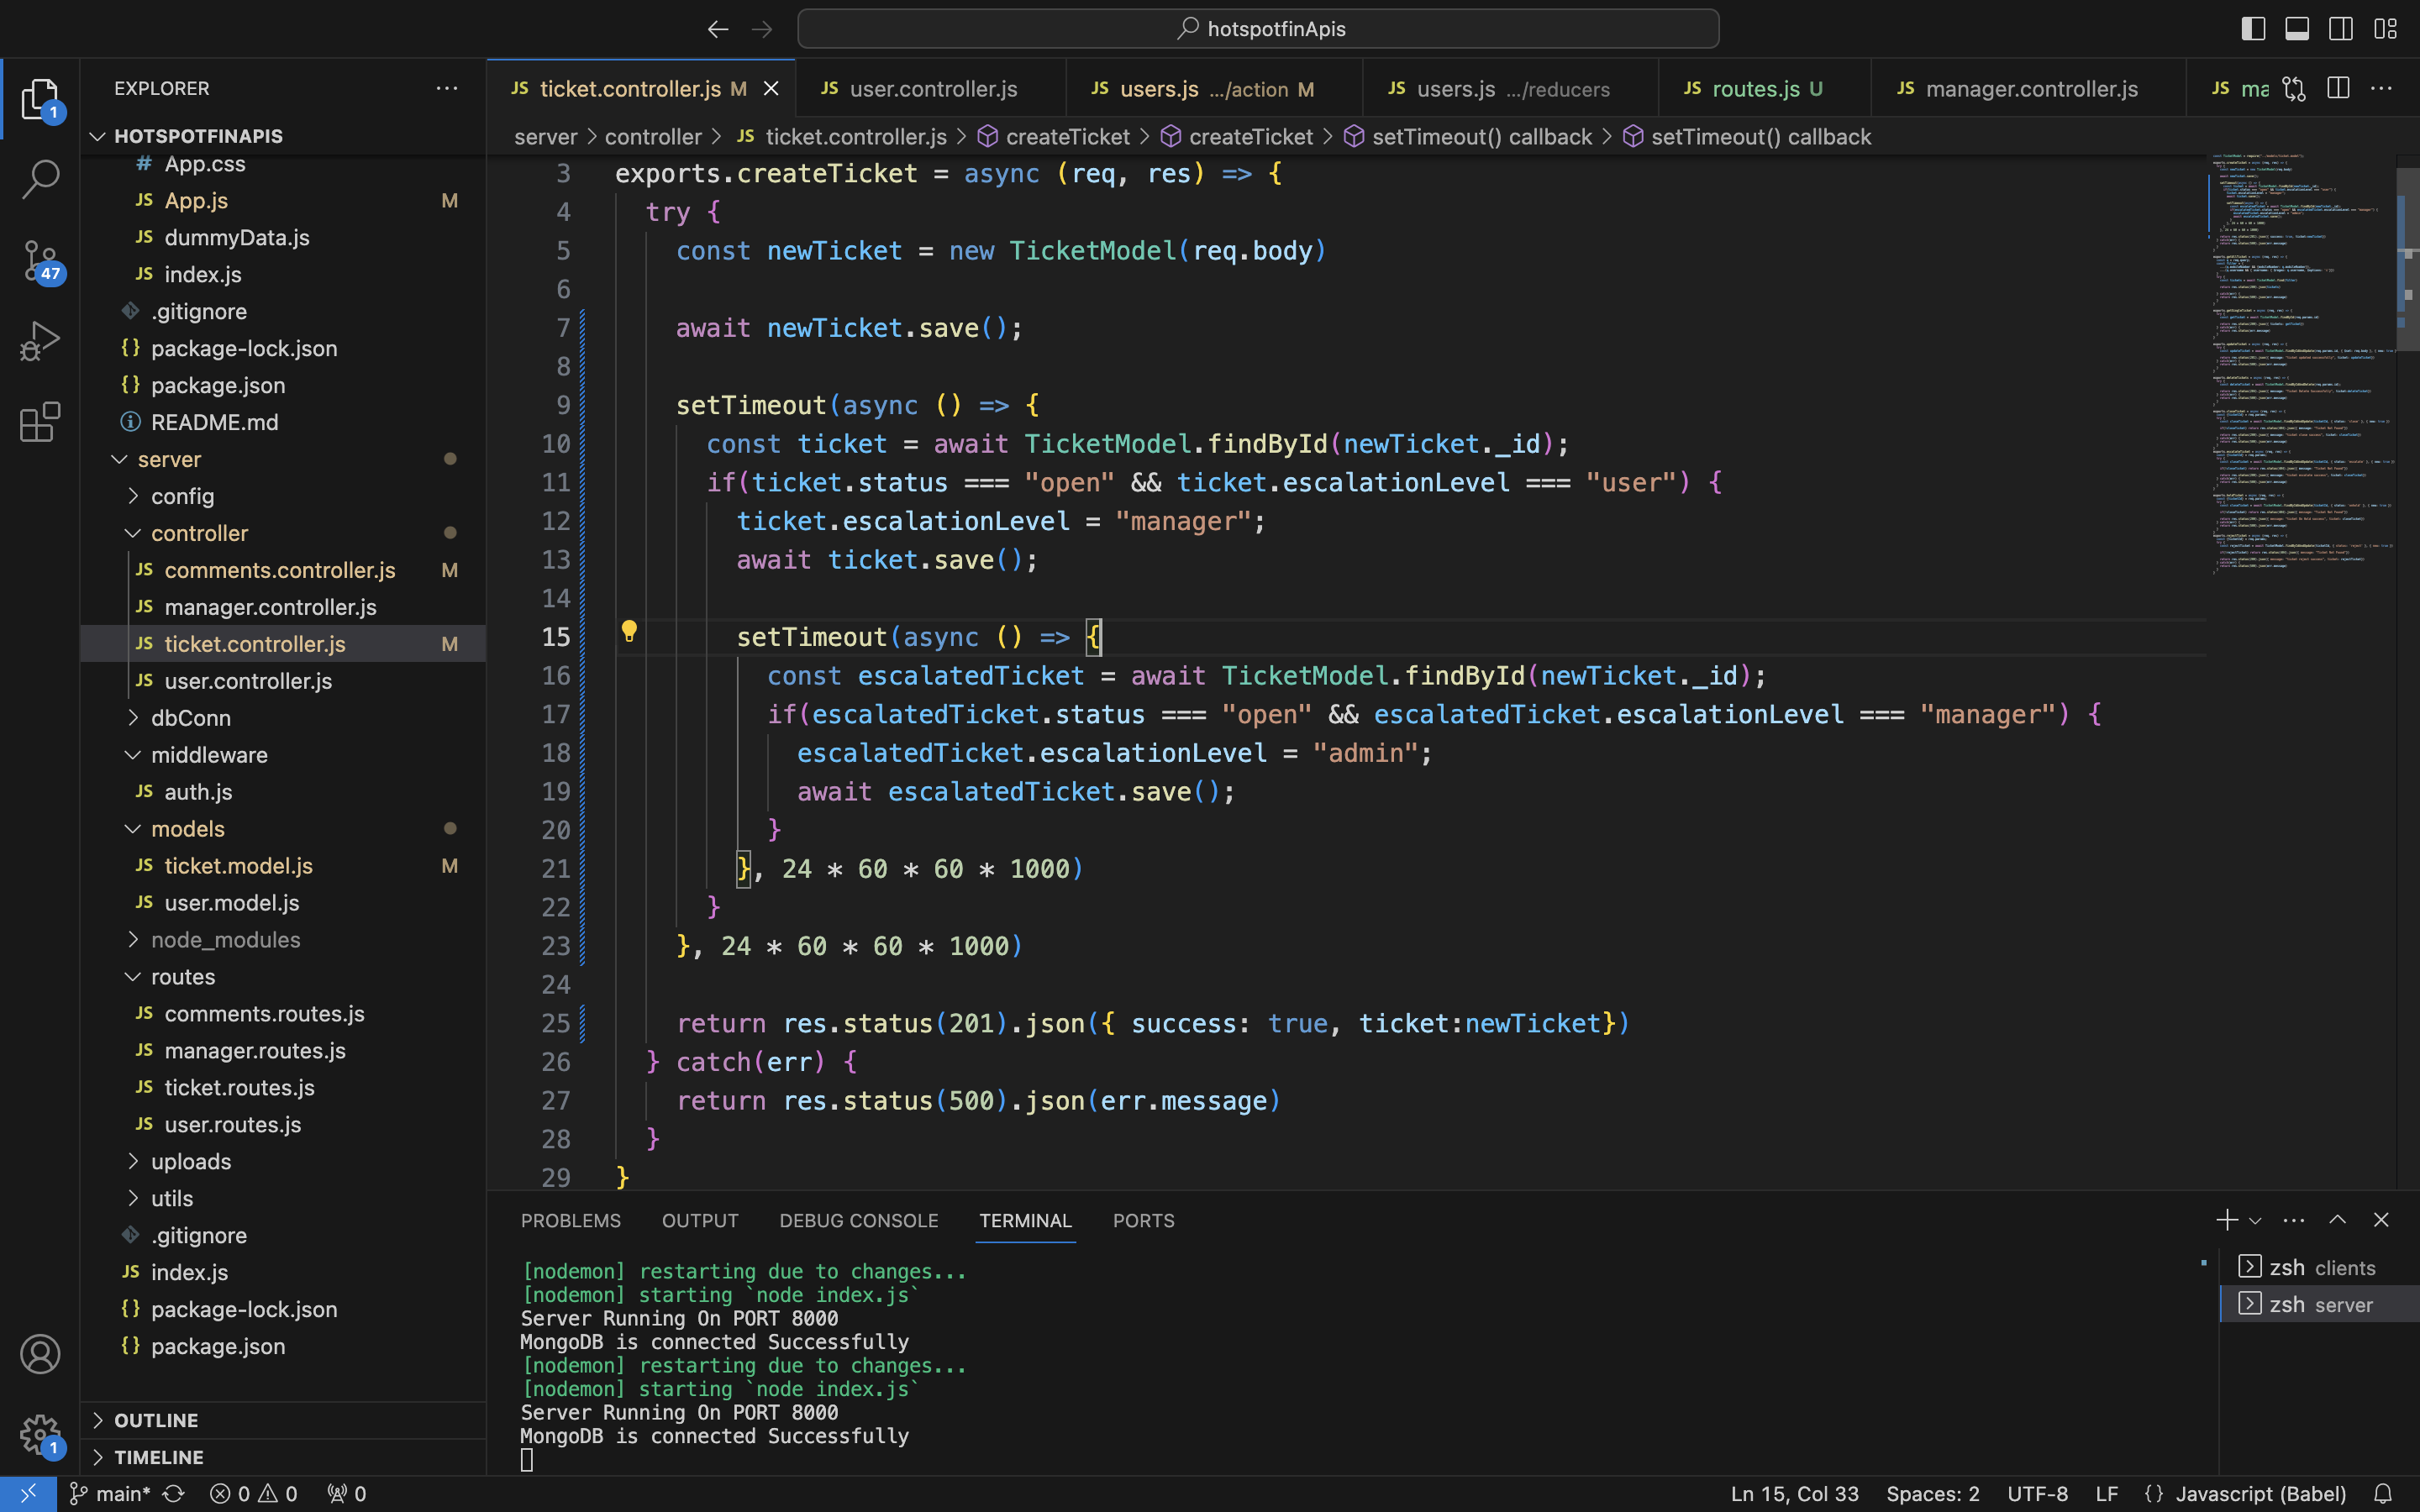 hotspotfinApis
EXPLORER
HOTSPOTFINAPIS
# App.css
JS App.js M
JS dummyData.js
JS index.js
.gitignore
{} package-lock.json
{} package.json
README.md
server
config
controller
JS comments.controller.js M
JS manager.controller.js
JS ticket.controller.js M
JS user.controller.js
dbConn
middleware
JS auth.js
models
JS ticket.model.js M
JS user.model.js
node_modules
routes
JS comments.routes.js
JS manager.routes.js
JS ticket.routes.js
JS user.routes.js
uploads
utils
.gitignore
JS index.js
{} package-lock.json
{} package.json
OUTLINE
TIMELINE
1
47
1
JS ticket.controller.js M
JS user.controller.js
JS users.js .../action M
JS users.js .../reducers
JS routes.js U
JS manager.controller.js
JS ma
server > controller > JS ticket.controller.js > createTicket > createTicket > setTimeout() callback > setTimeout() callback
3 exports.createTicket = async (req, res) => {
4 try {
5 const newTicket = new TicketModel(req.body)
6
7 await newTicket.save();
8
9 setTimeout(async () => {
10 const ticket = await TicketModel.findById(newTicket._id);
11 if(ticket.status === "open" && ticket.escalationLevel === "user") {
12 ticket.escalationLevel = "manager";
13 await ticket.save();
14
15 setTimeout(async () => {
16 const escalatedTicket = await TicketModel.findById(newTicket._id);
17 if(escalatedTicket.status === "open" && escalatedTicket.escalationLevel === "manager") {
18 escalatedTicket.escalationLevel = "admin";
19 await escalatedTicket.save();
20 }
21 }, 24 * 60 * 60 * 1000)
22 }
23 }, 24 * 60 * 60 * 1000)
24
25 return res.status(201).json({ success: true, ticket:newTicket})
26 } catch(err) {
27 return res.status(500).json(err.message)
28 }
29 }
PROBLEMS OUTPUT DEBUG CONSOLE TERMINAL PORTS
[nodemon] restarting due to changes...
[nodemon] starting `node index.js`
Server Running On PORT 8000
MongoDB is connected Successfully
[nodemon] restarting due to changes...
[nodemon] starting `node index.js`
Server Running On PORT 8000
MongoDB is connected Successfully
zsh clients
zsh server
main* 0 0 0
Ln 15, Col 33 Spaces: 2 UTF-8 LF {} Javascript (Babel)